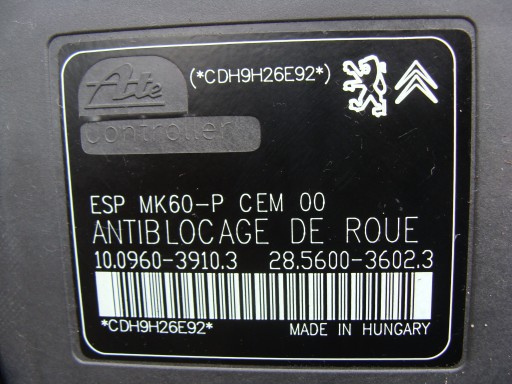 Ate
(*CDH9H26E92*)
controller
ESP MK60-P CEM 00
ANTIBLOCAGE DE ROUE
10.0960-3910.3 28.5600-3602.3
*CDH9H26E92*
MADE IN HUNGARY